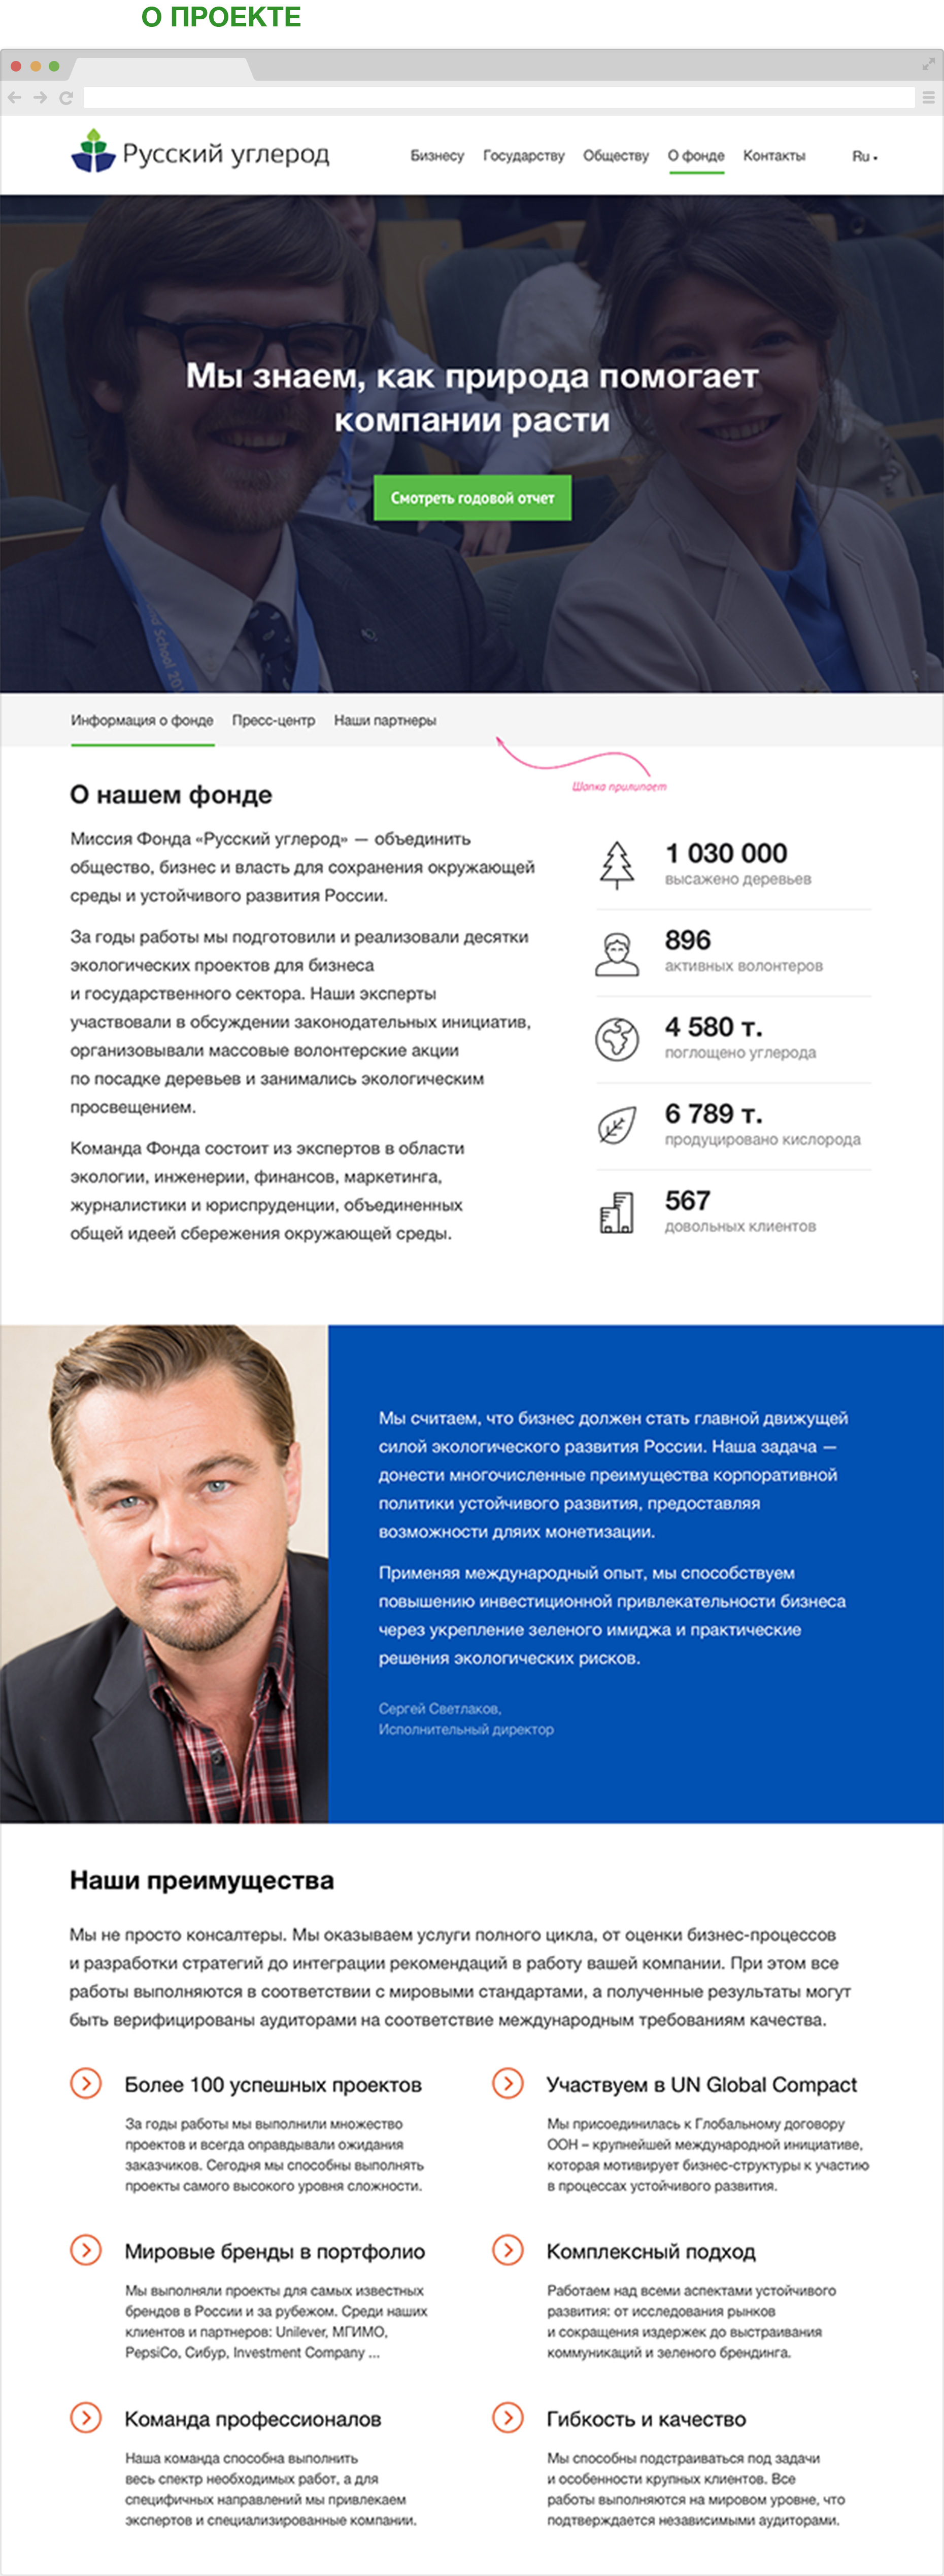 О ПРОЕКТЕ
Русский углерод
Бизнесу Государству Обществу О фонде Контакты Ru
Мы знаем, как природа помогает
компании расти
Смотреть годовой отчет
School 201
Информация о фонде Пресс-центр Наши партнеры
Шапка прилипает
О нашем фонде
Миссия Фонда «Русский углерод» — объединить
общество, бизнес и власть для сохранения окружающей
среды и устойчивого развития России.
За годы работы мы подготовили и реализовали десятки
экологических проектов для бизнеса
и государственного сектора. Наши эксперты
участвовали в обсуждении законодательных инициатив,
организовывали массовые волонтерские акции
по посадке деревьев и занимались экологическим
просвещением.
Команда Фонда состоит из экспертов в области
экологии, инженерии, финансов, маркетинга,
журналистики и юриспруденции, объединенных
общей идеей сбережения окружающей среды.
1 030 000
высажено деревьев
896
активных волонтеров
4 580 т.
поглощено углерода
6 789 т.
продуцировано кислорода
567
довольных клиентов
Мы считаем, что бизнес должен стать главной движущей
силой экологического развития России. Наша задача —
донести многочисленные преимущества корпоративной
политики устойчивого развития, предоставляя
возможности дляих монетизации.
Применяя международный опыт, мы способствуем
повышению инвестиционной привлекательности бизнеса
через укрепление зеленого имиджа и практические
решения экологических рисков.
Сергей Светлаков,
Исполнительный директор
Наши преимущества
Мы не просто консалтеры. Мы оказываем услуги полного цикла, от оценки бизнес-процессов
и разработки стратегий до интеграции рекомендаций в работу вашей компании. При этом все
работы выполняются в соответствии с мировыми стандартами, а полученные результаты могут
быть верифицированы аудиторами на соответствие международным требованиям качества.
Более 100 успешных проектов
За годы работы мы выполнили множество
проектов и всегда оправдывали ожидания
заказчиков. Сегодня мы способны выполнять
проекты самого высокого уровня сложности.
Участвуем в UN Global Compact
Мы присоединилась к Глобальному договору
ООН – крупнейшей международной инициативе,
которая мотивирует бизнес-структуры к участию
в процессах устойчивого развития.
Мировые бренды в портфолио
Мы выполняли проекты для самых известных
брендов в России и за рубежом. Среди наших
клиентов и партнеров: Unilever, МГИМО,
PepsiCo, Сибур, Investment Company ...
Комплексный подход
Работаем над всеми аспектами устойчивого
развития: от исследования рынков
и сокращения издержек до выстраивания
коммуникаций и зеленого брендинга.
Команда профессионалов
Наша команда способна выполнить
весь спектр необходимых работ, а для
специфичных направлений мы привлекаем
экспертов и специализированные компании.
Гибкость и качество
Мы способны подстраиваться под задачи
и особенности крупных клиентов. Все
работы выполняются на мировом уровне, что
подтверждается независимыми аудиторами.